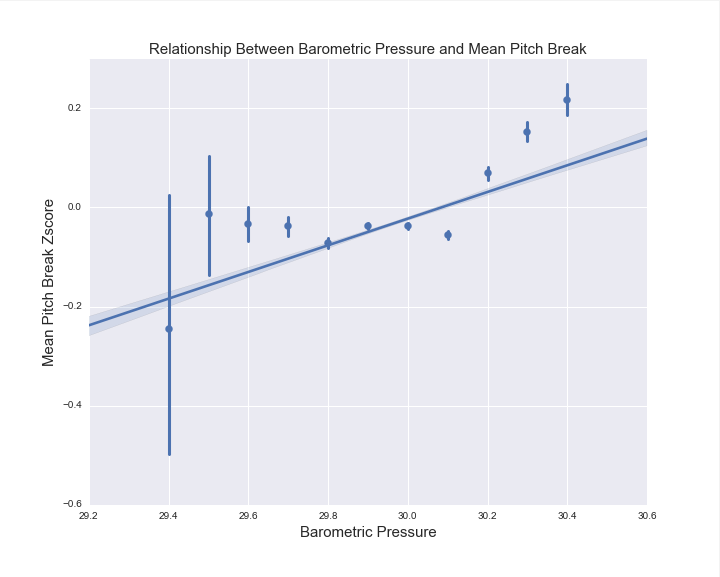 Relationship Between Barometric Pressure and Mean Pitch Break
Mean Pitch Break Zscore
0.2
0.0
−0.2
−0.4
−0.6
29.2 29.4 29.6 29.8 30.0 30.2 30.4 30.6
Barometric Pressure